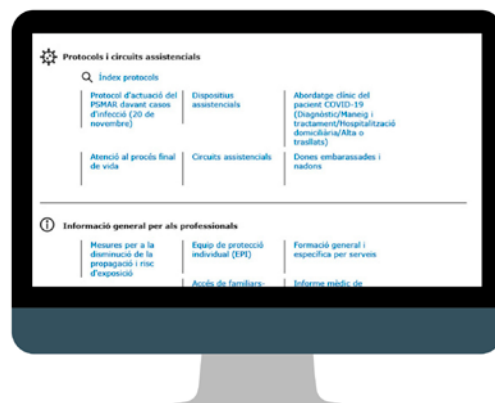 Protocols i circuits assistencials
Índex protocols
Protocol d'actuació del
PSMAR davant casos
d'infecció (20 de
novembre)
Dispositius
assistencials
Abordatge clínic del
pacient COVID-19
(Diagnòstic/Maneig i
tractament/Hospitalització
domiciliària/Alta o
trasllats)
Atenció al procés final
de vida
Circuits assistencials
Dones embarassades i
nadons
Informació general per als professionals
Mesures per a la
disminució de la
propagació i risc
d'exposició
Equip de protecció
individual (EPI)
Formació general i
específica per serveis
Accés de familiars-
Informe mèdic de